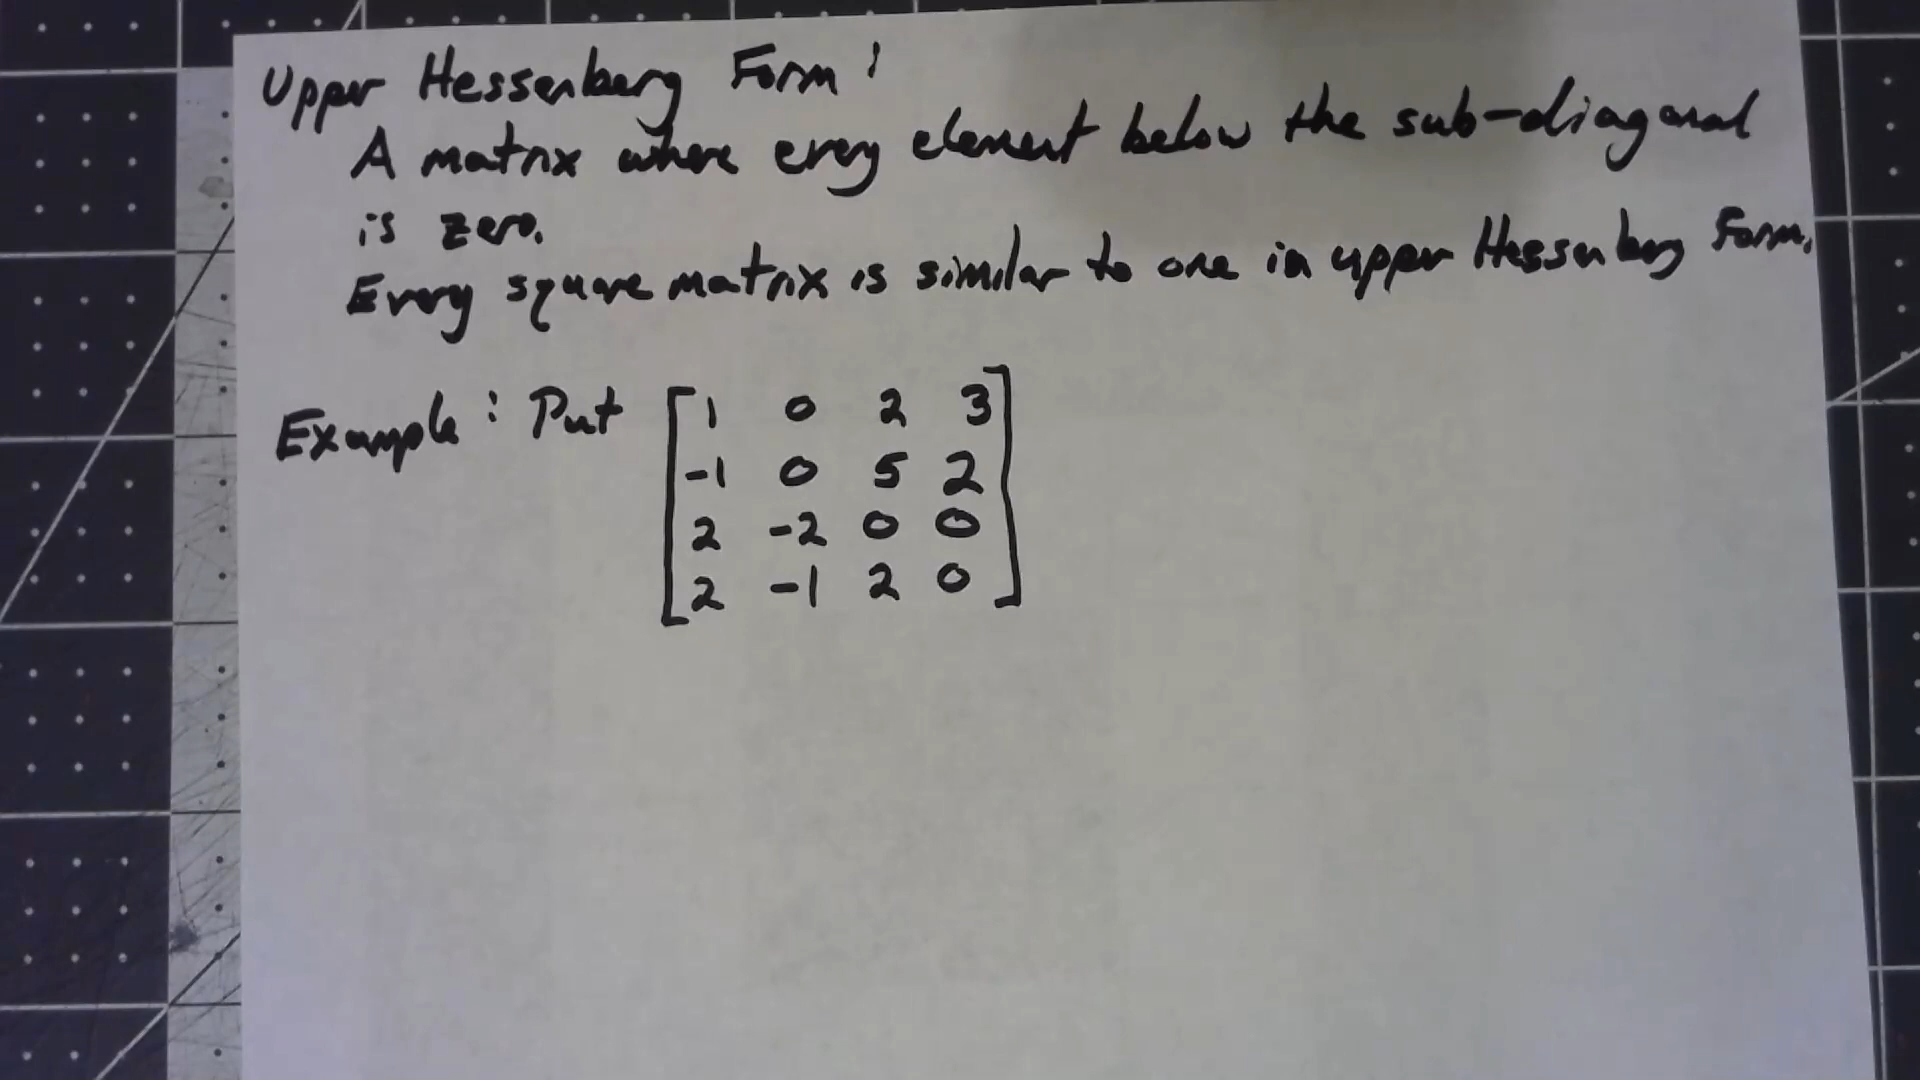 Upper Hessenberg Form:
A matrix where every element below the sub-diagonal
is zero.
Every square matrix is similar to one in upper Hessenberg Form.
Example: Put [1 0 2 3
-1 0 5 2
2 -2 0 0
2 -1 2 0]